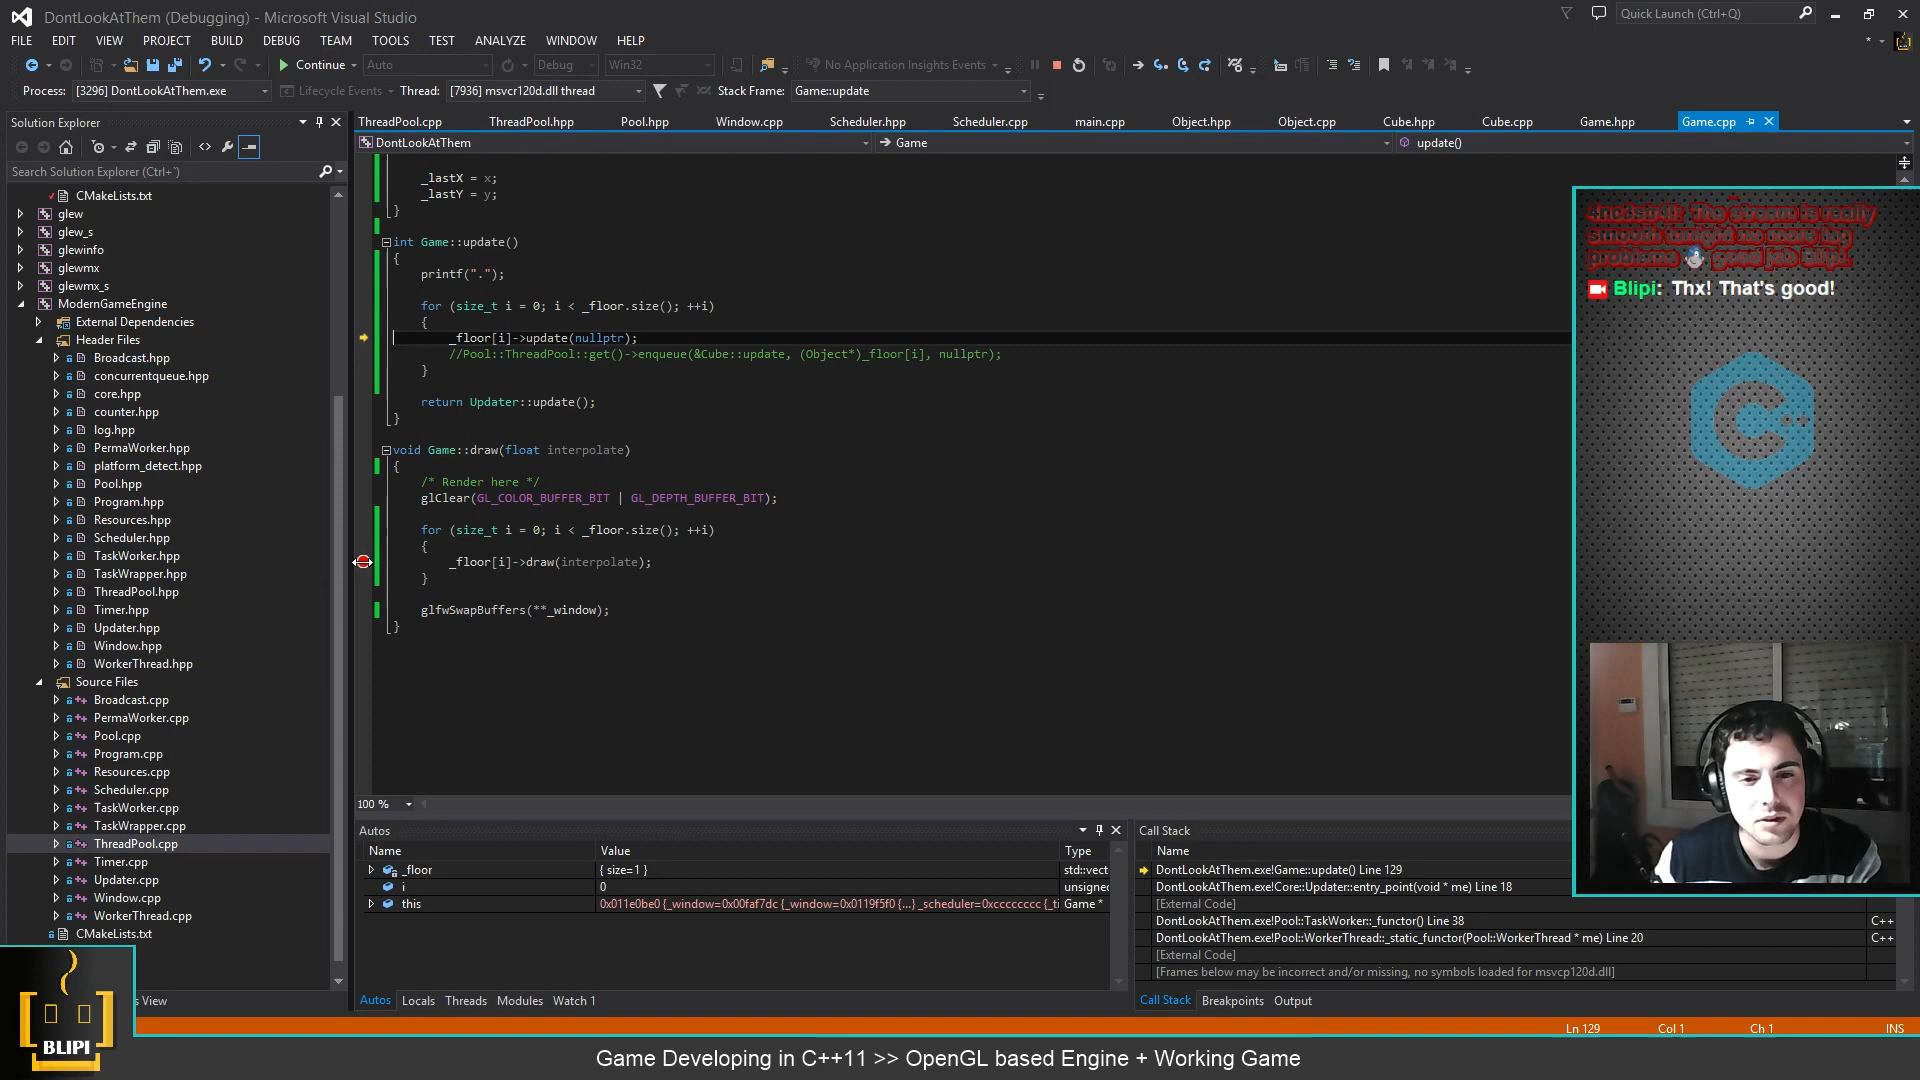 DontLookAtThem (Debugging) - Microsoft Visual Studio
Quick Launch (Ctrl+Q)
FILE EDIT VIEW PROJECT BUILD DEBUG TEAM TOOLS TEST ANALYZE WINDOW HELP
Continue Auto Debug Win32 No Application Insights Events
Process: [3296] DontLookAtThem.exe Lifecycle Events Thread: [7936] msvcr120d.dll thread Stack Frame: Game::update
Solution Explorer
Search Solution Explorer (Ctrl+¨)
CMakeLists.txt
glew
glew_s
glewinfo
glewmx
glewmx_s
ModernGameEngine
External Dependencies
Header Files
Broadcast.hpp
concurrentqueue.hpp
core.hpp
counter.hpp
log.hpp
PermaWorker.hpp
platform_detect.hpp
Pool.hpp
Program.hpp
Resources.hpp
Scheduler.hpp
TaskWorker.hpp
TaskWrapper.hpp
ThreadPool.hpp
Timer.hpp
Updater.hpp
Window.hpp
WorkerThread.hpp
Source Files
Broadcast.cpp
PermaWorker.cpp
Pool.cpp
Program.cpp
Resources.cpp
Scheduler.cpp
TaskWorker.cpp
TaskWrapper.cpp
ThreadPool.cpp
Timer.cpp
Updater.cpp
Window.cpp
WorkerThread.cpp
CMakeLists.txt
s View
ThreadPool.cpp ThreadPool.hpp Pool.hpp Window.cpp Scheduler.hpp Scheduler.cpp main.cpp Object.hpp Object.cpp Cube.hpp Cube.cpp Game.hpp Game.cpp
DontLookAtThem Game update()
_lastX = x;
_lastY = y;
}
int Game::update()
{
printf(".");
for (size_t i = 0; i < _floor.size(); ++i)
{
_floor[i]->update(nullptr);
//Pool::ThreadPool::get()->enqueue(&Cube::update, (Object*)_floor[i], nullptr);
}
return Updater::update();
}
void Game::draw(float interpolate)
{
/* Render here */
glClear(GL_COLOR_BUFFER_BIT | GL_DEPTH_BUFFER_BIT);
for (size_t i = 0; i < _floor.size(); ++i)
{
_floor[i]->draw(interpolate);
}
glfwSwapBuffers(**_window);
}
100 %
Autos
Name Value Type
_floor { size=1 } std::vect
i 0 unsigned
this 0x011e0be0 {_window=0x00faf7dc {_window=0x0119f5f0 {...} _scheduler=0xcccccccc {_ti Game *
Autos Locals Threads Modules Watch 1
Call Stack
Name
DontLookAtThem.exe!Game::update() Line 129
DontLookAtThem.exe!Core::Updater::entry_point(void * me) Line 18
[External Code]
DontLookAtThem.exe!Pool::TaskWorker::_functor() Line 38 C++
DontLookAtThem.exe!Pool::WorkerThread::_static_functor(Pool::WorkerThread * me) Line 20 C++
[External Code]
[Frames below may be incorrect and/or missing, no symbols loaded for msvcp120d.dll]
Call Stack Breakpoints Output
Ln 129 Col 1 Ch 1 INS
The stream is really
smooth tonight no more lag
problems good job Blipi.
Blipi: Thx! That's good!
C++
BLIPI
Game Developing in C++11 >> OpenGL based Engine + Working Game